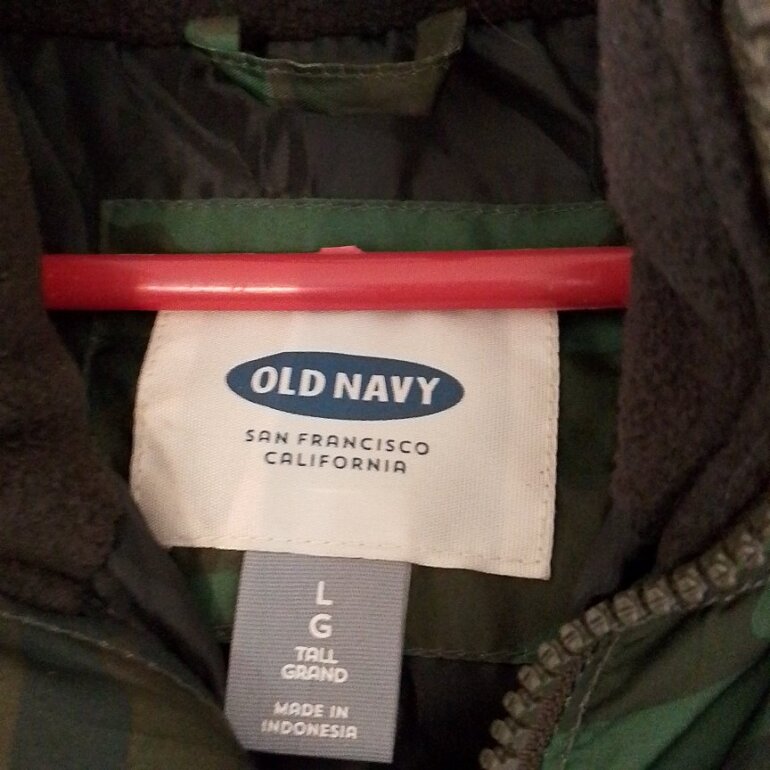 OLD NAVY
SAN FRANCISCO
CALIFORNIA
L
G
TALL
GRAND
MADE IN
INDONESIA